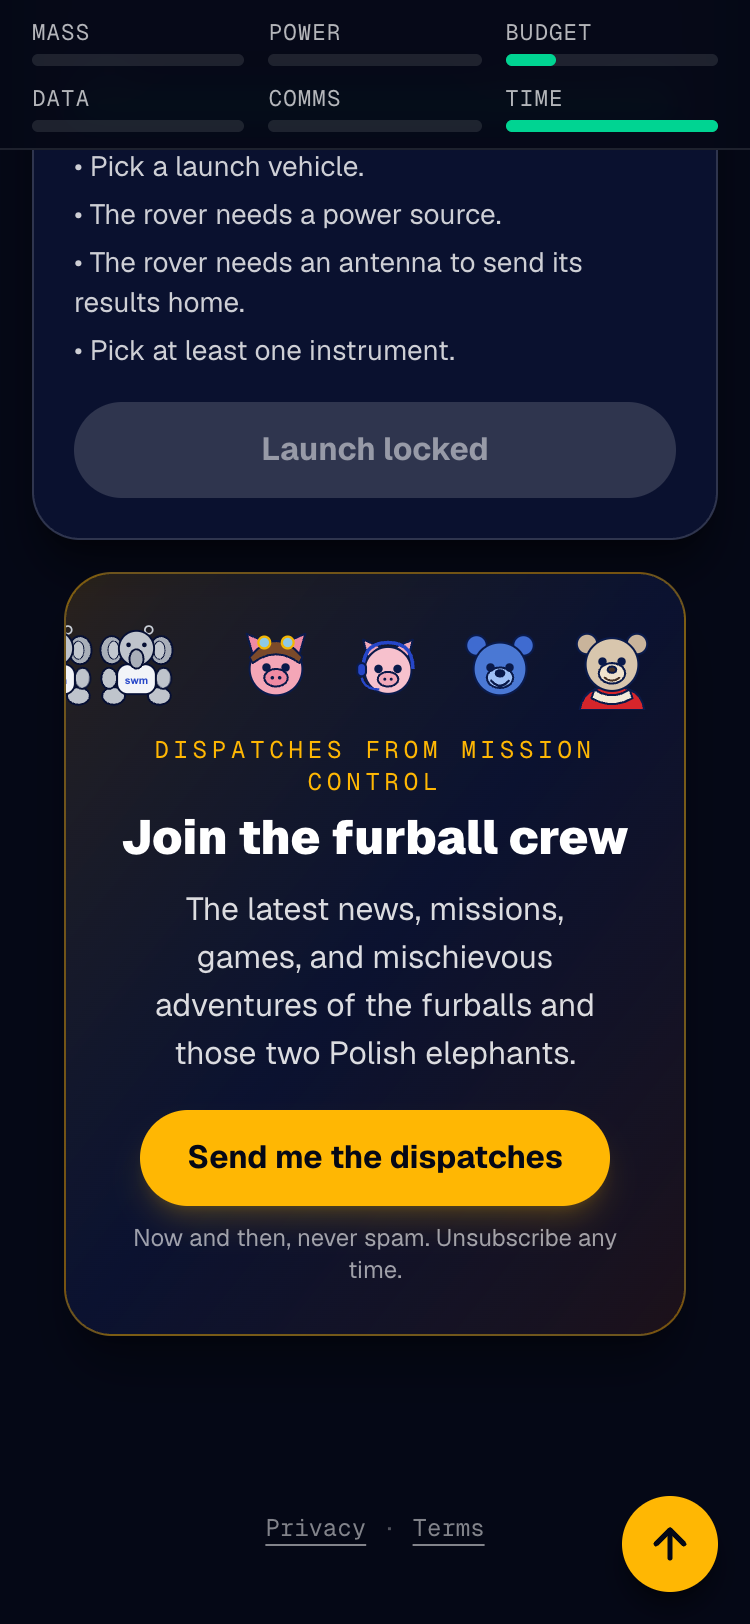 MASS
POWER
BUDGET
DATA
COMMS
TIME
• Pick a launch vehicle.
• The rover needs a power source.
• The rover needs an antenna to send its
results home.
• Pick at least one instrument.
Launch locked
swm
DISPATCHES FROM MISSION
CONTROL
Join the furball crew
The latest news, missions,
games, and mischievous
adventures of the furballs and
those two Polish elephants.
Send me the dispatches
Now and then, never spam. Unsubscribe any
time.
Privacy · Terms